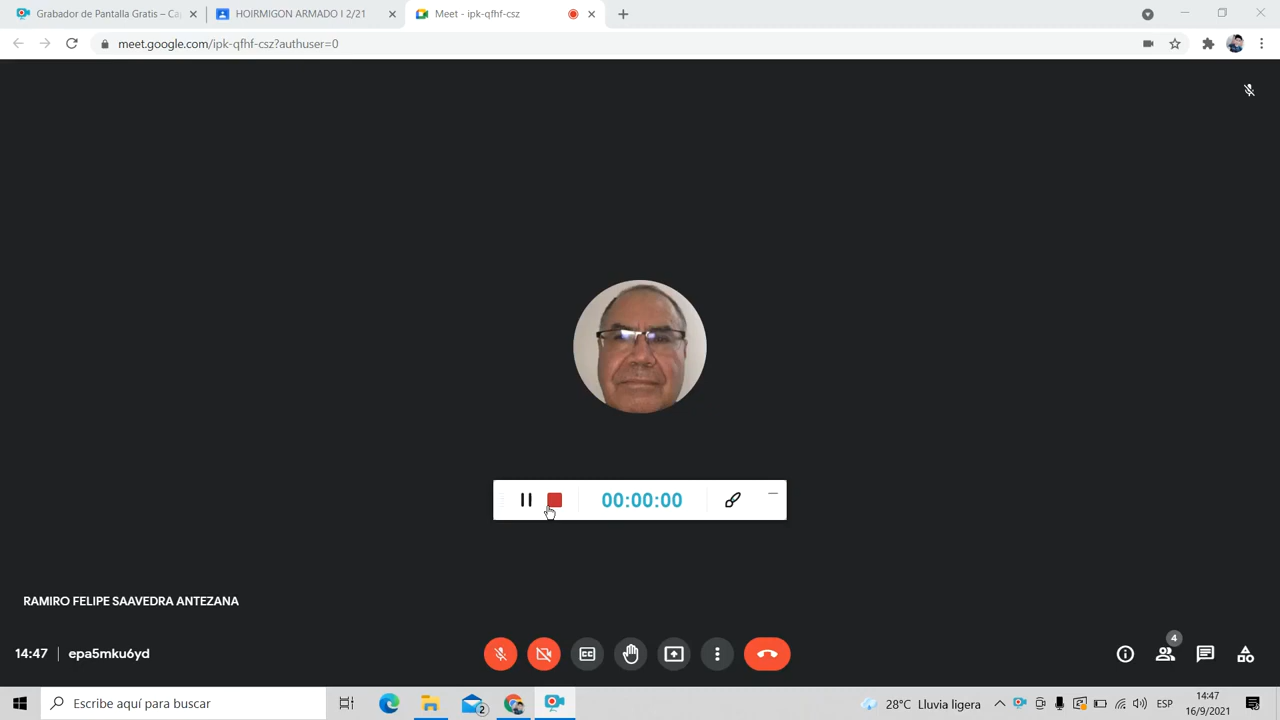 Grabador de Pantalla Gratis – Ca
HOIRMIGON ARMADO I 2/21
Meet - ipk-qfhf-csz
meet.google.com/ipk-qfhf-csz?authuser=0
00:00:00
RAMIRO FELIPE SAAVEDRA ANTEZANA
14:47 | epa5mku6yd
4
Escribe aquí para buscar
2
28°C Lluvia ligera
ESP
14:47
16/9/2021